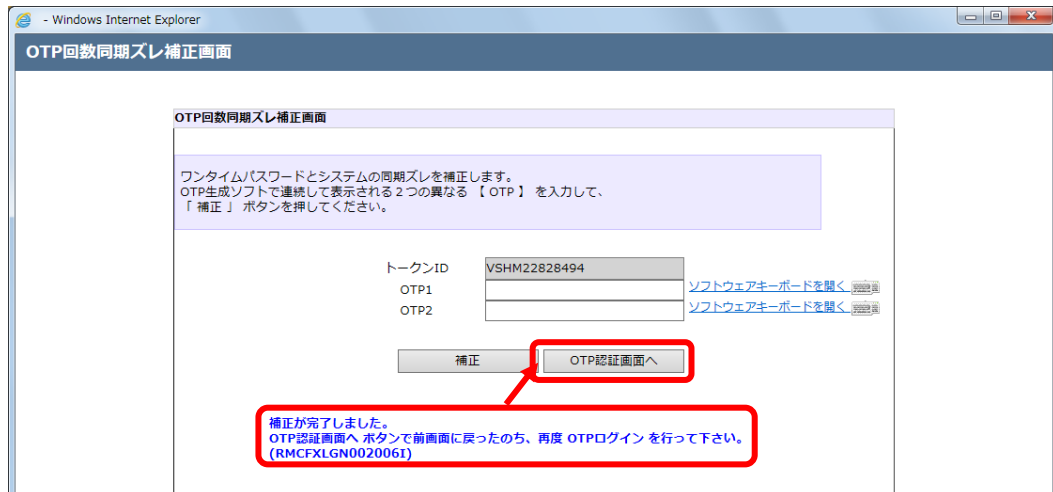 - Windows Internet Explorer
OTP回数同期ズレ補正画面
OTP回数同期ズレ補正画面
ワンタイムパスワードとシステムの同期ズレを補正します。
OTP生成ソフトで連続して表示される２つの異なる 【 OTP 】 を入力して、
「 補正 」 ボタンを押してください。
トークンID VSHM22828494
OTP1 ソフトウェアキーボードを開く
OTP2 ソフトウェアキーボードを開く
補正 OTP認証画面へ
補正が完了しました。
OTP認証画面へ ボタンで前画面に戻ったのち、再度 OTPログイン を行って下さい。
(RMCFXLGN002006I)